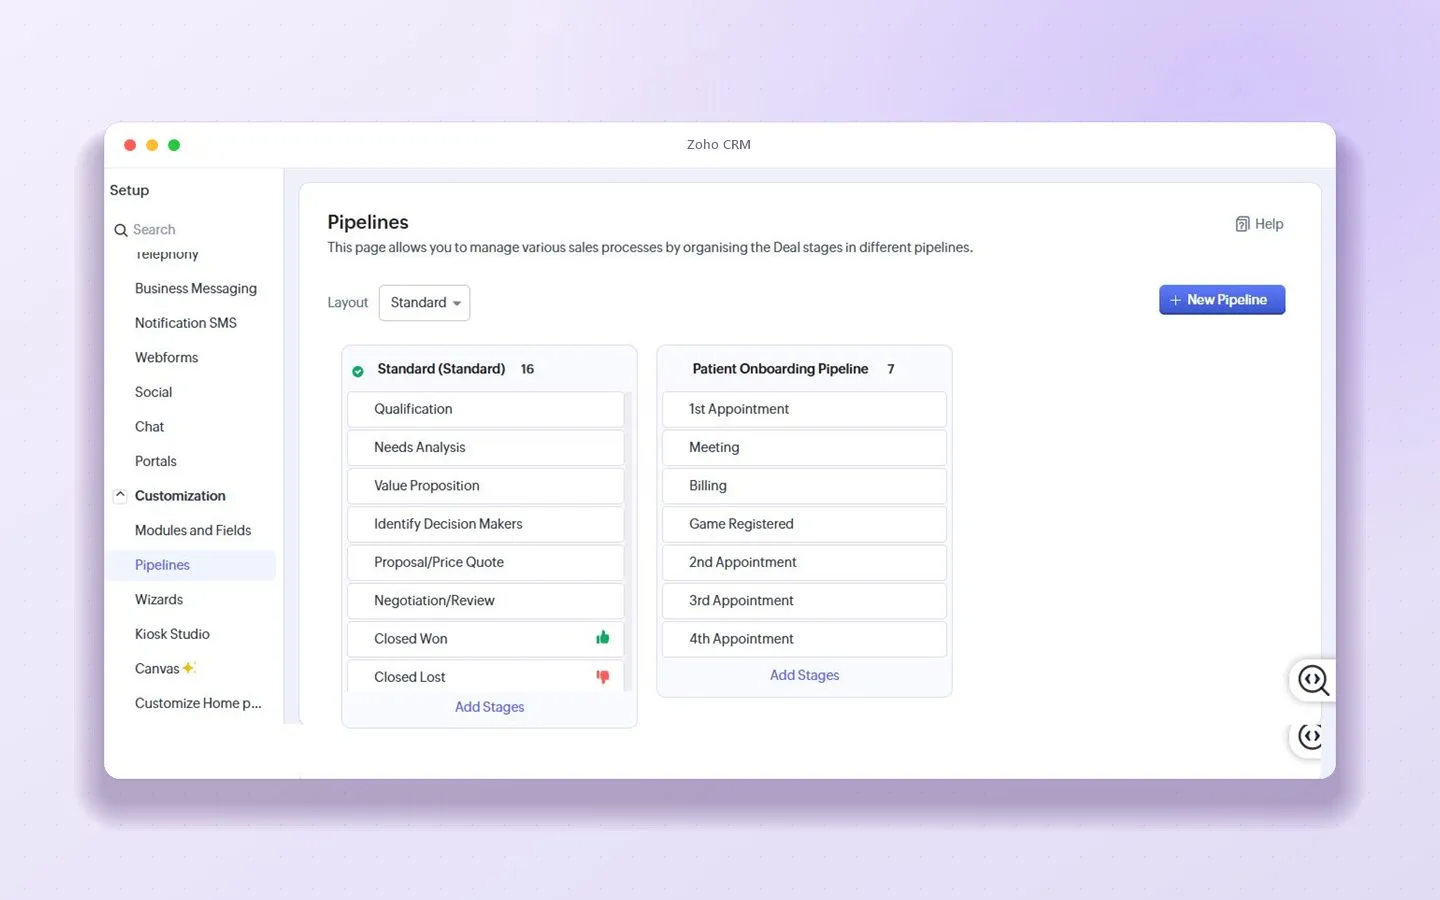 Zoho CRM
Setup
Search
Telephony
Business Messaging
Notification SMS
Webforms
Social
Chat
Portals
Customization
Modules and Fields
Pipelines
Wizards
Kiosk Studio
Canvas
Customize Home p...
Pipelines
Help
This page allows you to manage various sales processes by organising the Deal stages in different pipelines.
Layout
Standard
+ New Pipeline
Standard (Standard) 16
Qualification
Needs Analysis
Value Proposition
Identify Decision Makers
Proposal/Price Quote
Negotiation/Review
Closed Won
Closed Lost
Add Stages
Patient Onboarding Pipeline 7
1st Appointment
Meeting
Billing
Game Registered
2nd Appointment
3rd Appointment
4th Appointment
Add Stages